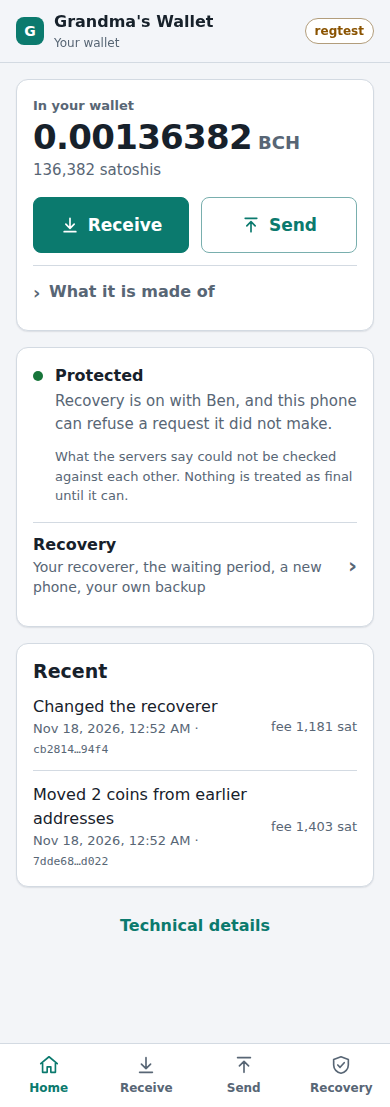 G
Grandma's Wallet
Your wallet
regtest
In your wallet
0.00136382 BCH
136,382 satoshis
Receive
Send
› What it is made of
Protected
Recovery is on with Ben, and this phone
can refuse a request it did not make.
What the servers say could not be checked
against each other. Nothing is treated as final
until it can.
Recovery
Your recoverer, the waiting period, a new
phone, your own backup
›
Recent
Changed the recoverer
Nov 18, 2026, 12:52 AM ·
cb2814…94f4
fee 1,181 sat
Moved 2 coins from earlier
addresses
Nov 18, 2026, 12:52 AM ·
7dde68…d022
fee 1,403 sat
Technical details
Home
Receive
Send
Recovery